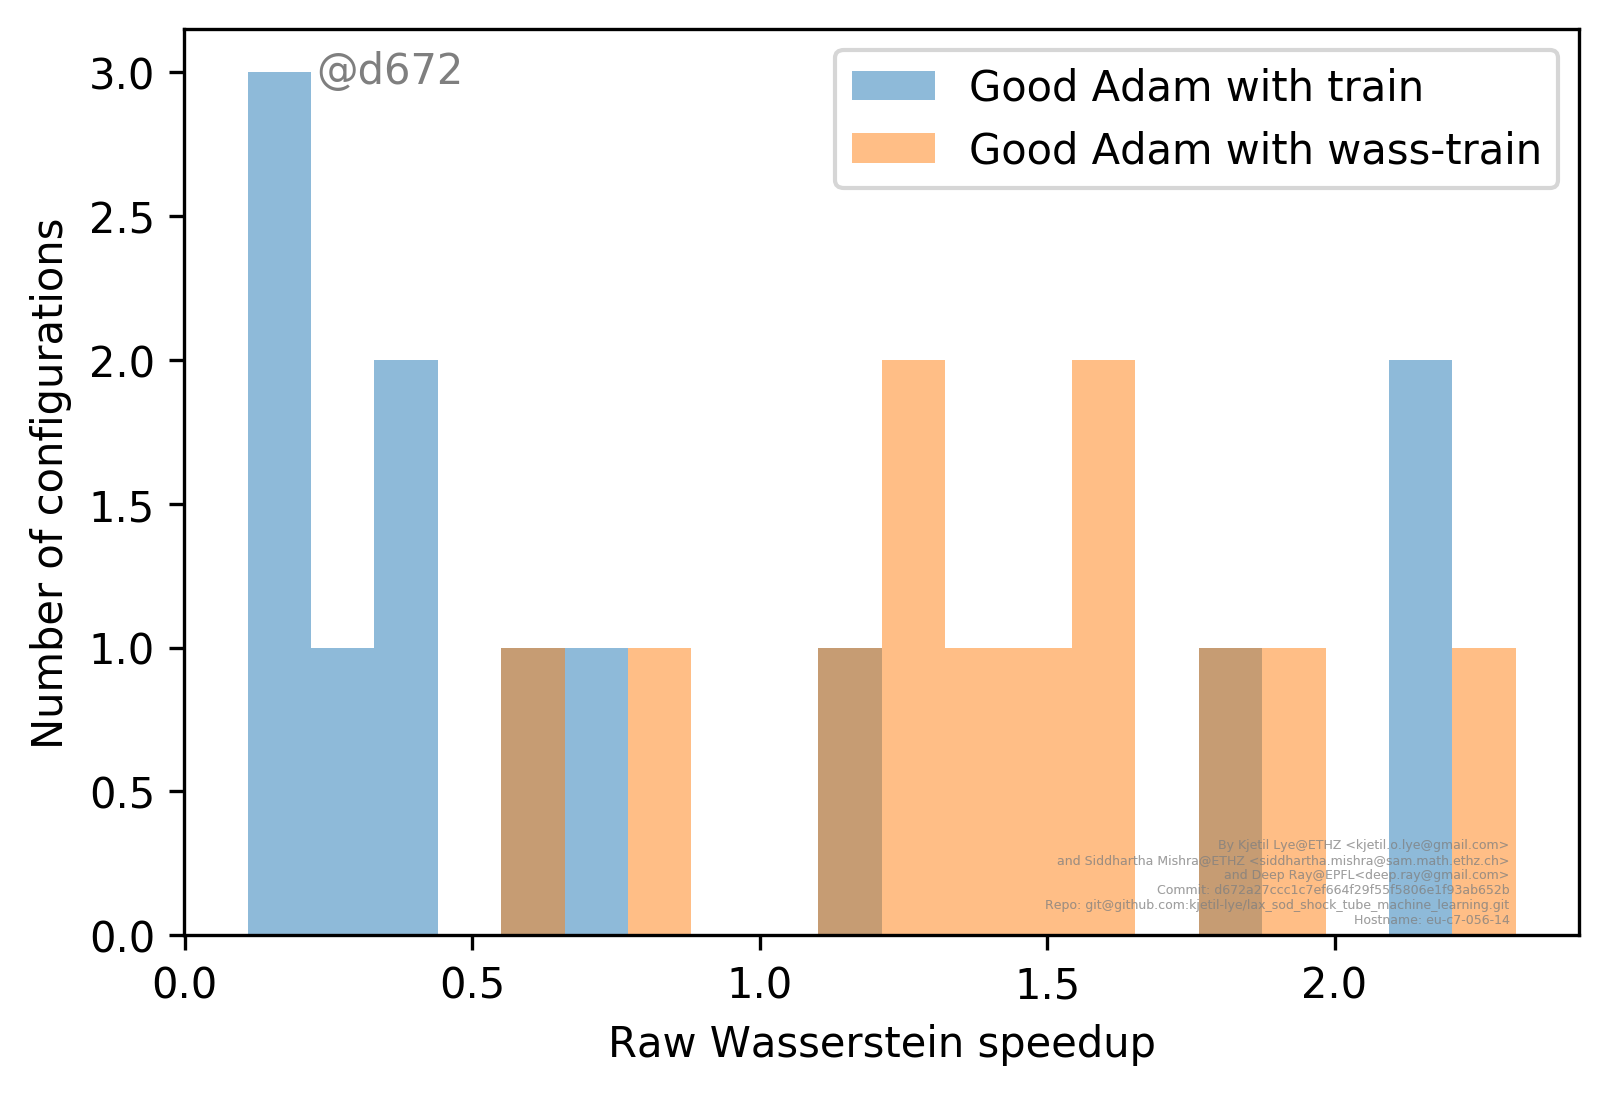 @d672
Good Adam with train
Good Adam with wass-train
3.0
2.5
2.0
1.5
1.0
0.5
0.0
Number of configurations
0.0 0.5 1.0 1.5 2.0
Raw Wasserstein speedup
By Kjetil Lye@ETHZ <kjetil.o.lye@gmail.com>
and Siddhartha Mishra@ETHZ <siddhartha.mishra@sam.math.ethz.ch>
and Deep Ray@EPFL<deep.ray@gmail.com>
Commit: d672a27ccc1c7ef664f29f55f5806e1f93ab652b
Repo: git@github.com:kjetil-lye/lax_sod_shock_tube_machine_learning.git
Hostname: eu-c7-056-14